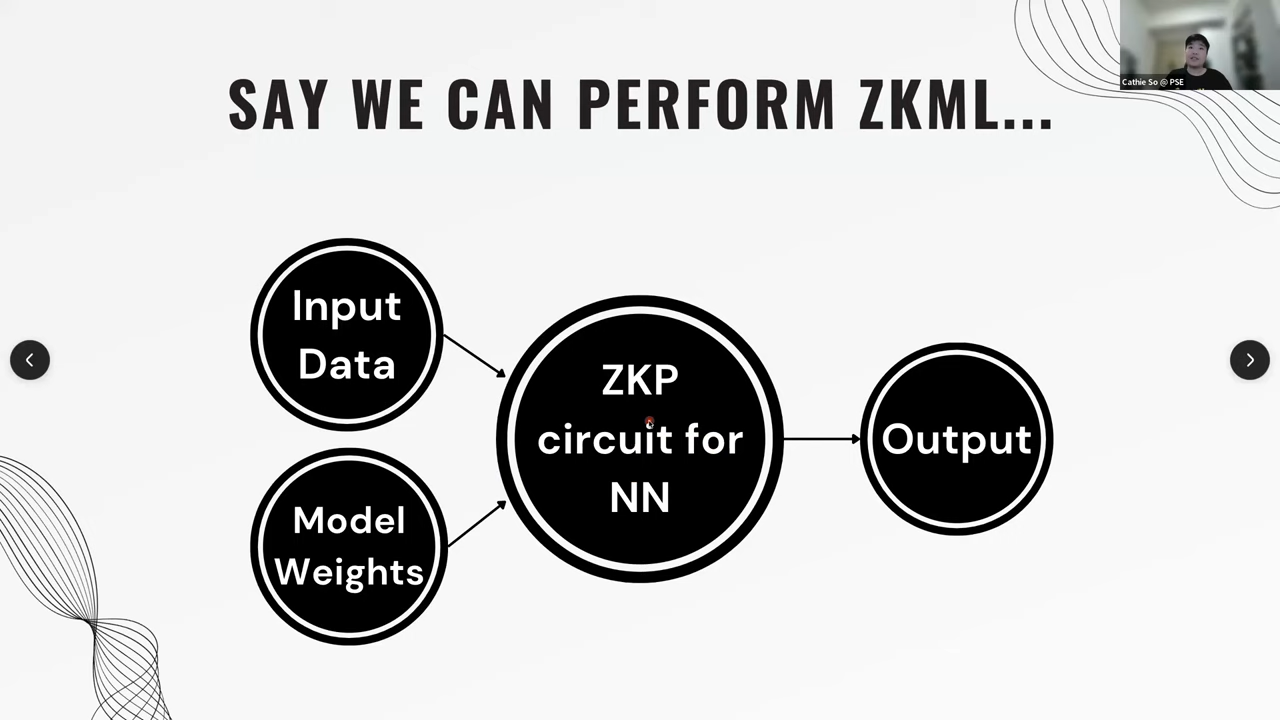 Cathie So @ PSE
SAY WE CAN PERFORM ZKML...
Input
Data
Model
Weights
ZKP
circuit for
NN
Output